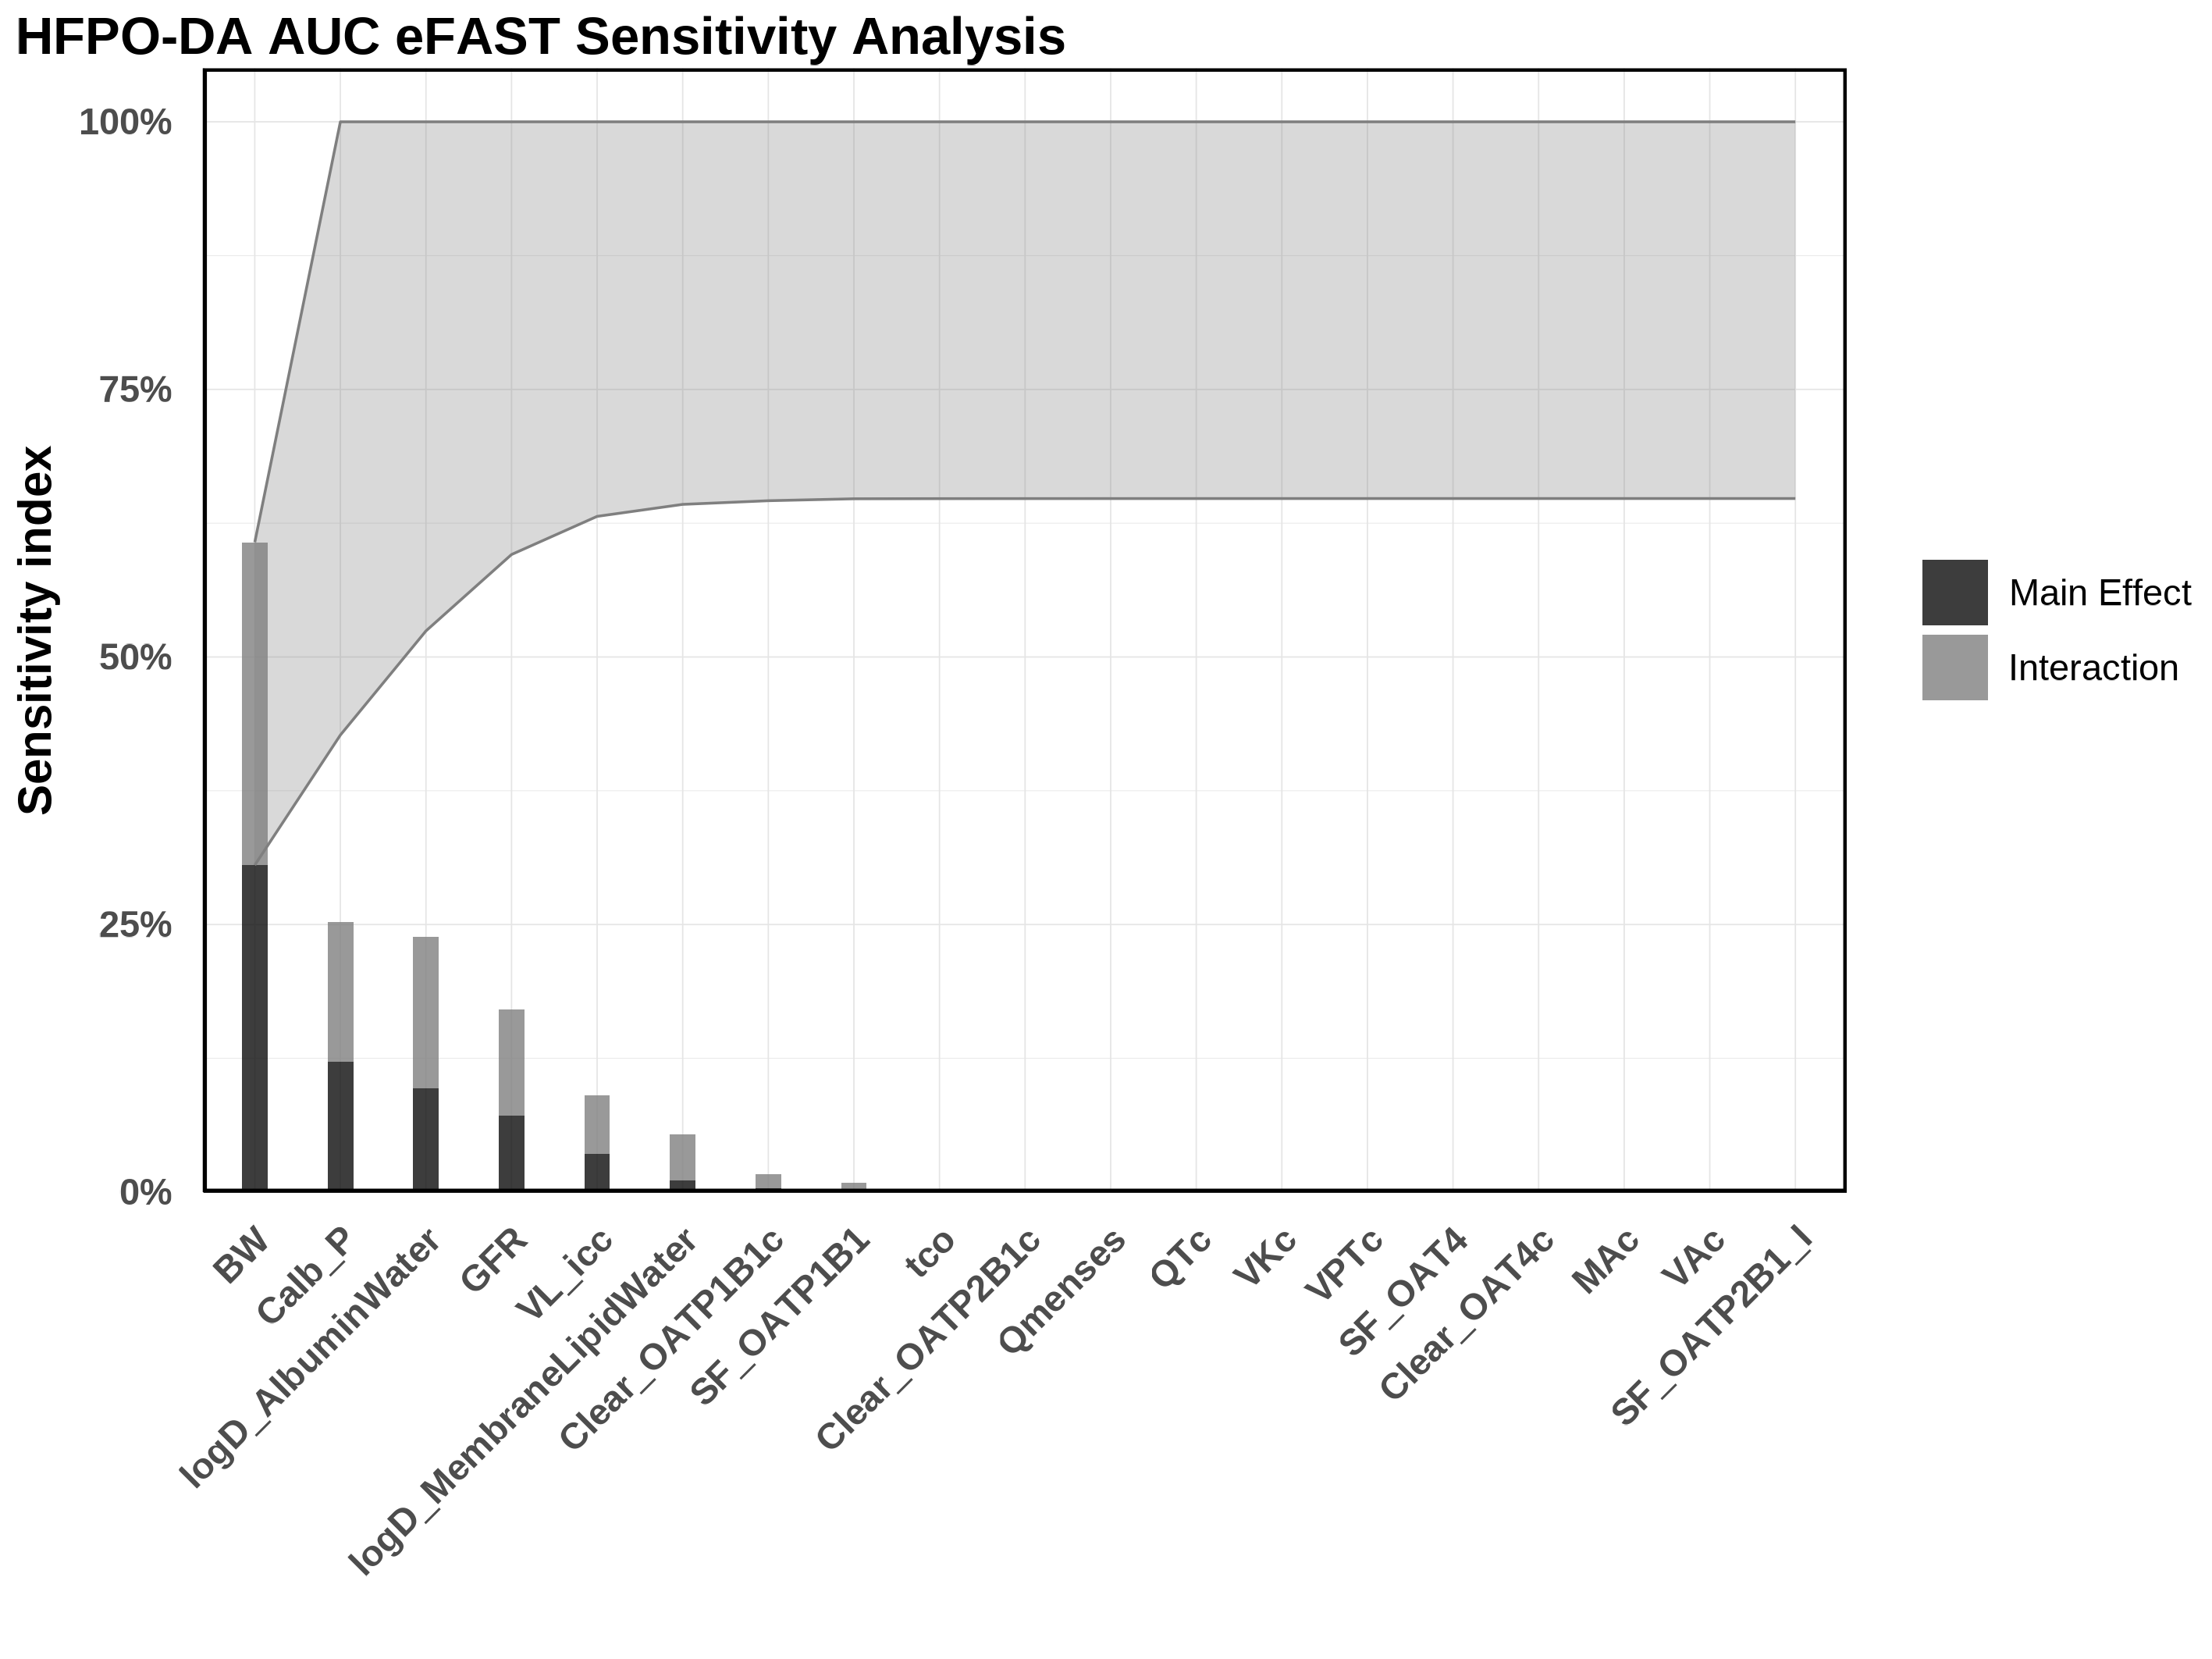 HFPO-DA AUC eFAST Sensitivity Analysis
Sensitivity index
100%
75%
50%
25%
0%
BW
Calb_P
logD_AlbuminWater
GFR
VL_icc
logD_MembraneLipidWater
Clear_OATP1B1c
SF_OATP1B1
tco
Clear_OATP2B1c
Qmenses
QTc
VKc
VPTc
SF_OAT4
Clear_OAT4c
MAc
VAc
SF_OATP2B1_l
Main Effect
Interaction